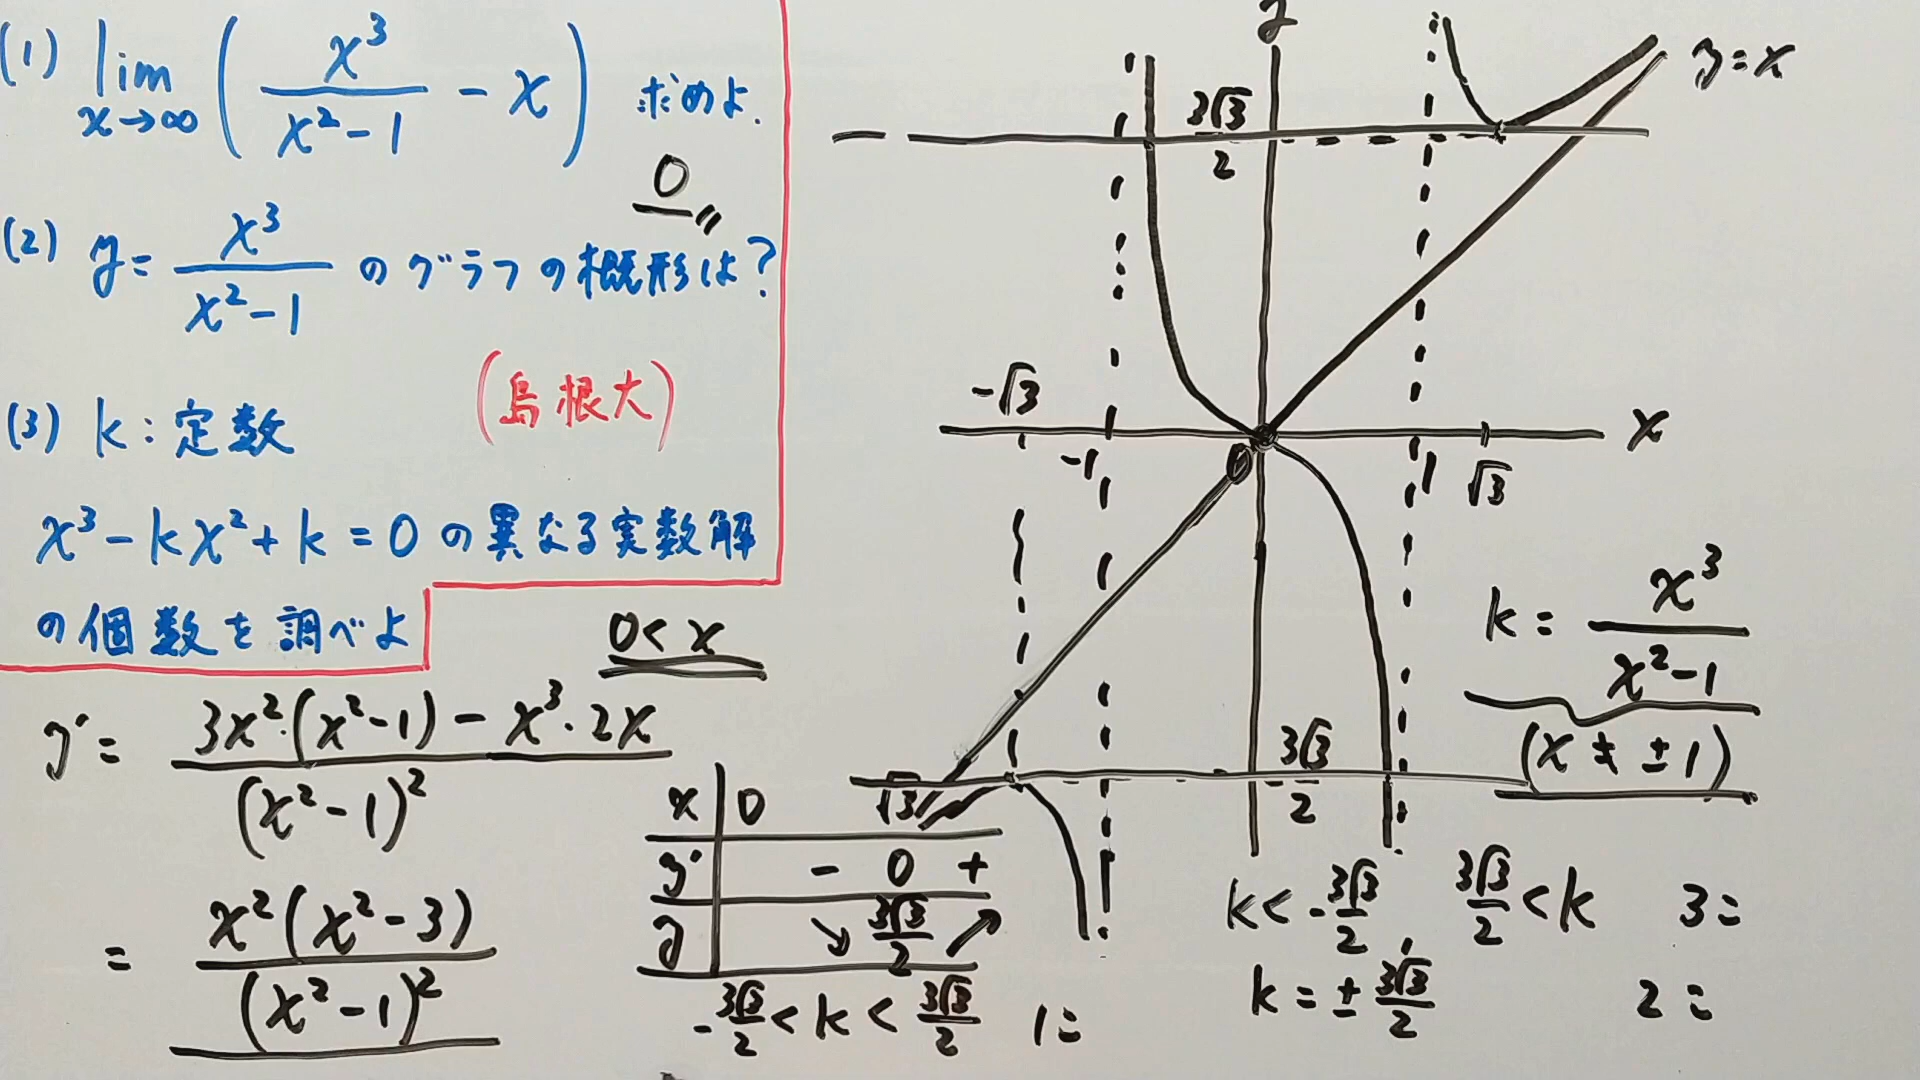 (1) lim x→∞ ( x³/(x²-1) - x ) 求めよ.
0
(2) y = x³/(x²-1) のグラフの概形は?
(島根大)
(3) k:定数
x³-kx²+k=0 の異なる実数解
の個数を調べよ
0<x
y' = (3x²·(x²-1) - x³·2x)/(x²-1)²
= x²(x²-3)/(x²-1)²
x 0 √3
y' - 0 +
y ↘ 3√3/2 ↗
-3√3/2 < k < 3√3/2 1コ
y
y=x
3√3/2
-√3 -1 0 1 √3 x
-3√3/2
k = x³/(x²-1)
(x ≠ ±1)
k < -3√3/2, 3√3/2 < k 3コ
k = ± 3√3/2 2コ